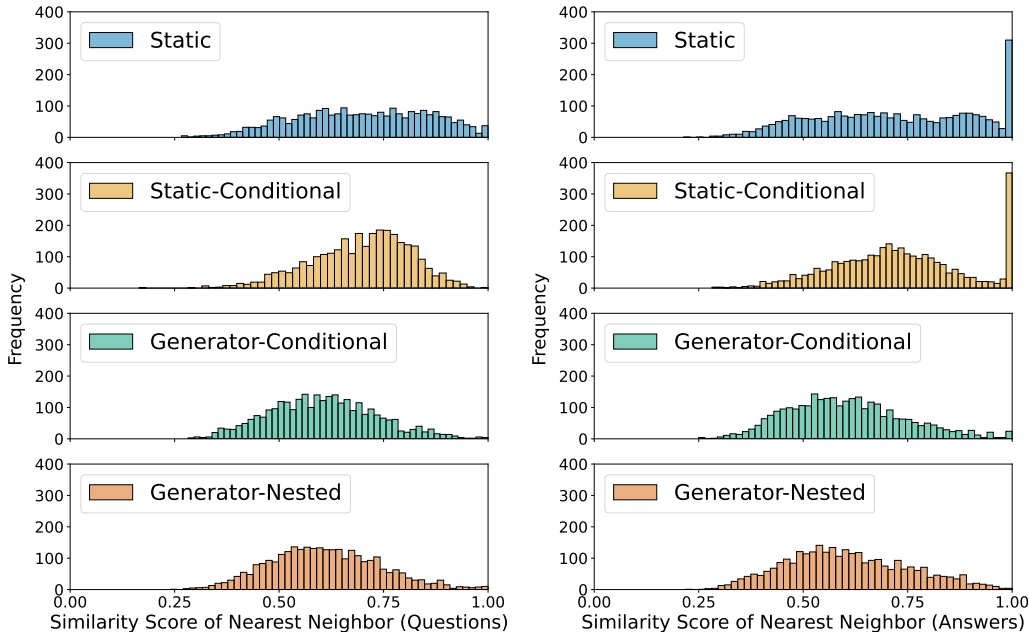 400
300
200
100
0
Static
400
300
200
100
0
Static-Conditional
400
300
200
100
0
Generator-Conditional
400
300
200
100
0
Generator-Nested
0.00 0.25 0.50 0.75 1.00
Frequency
Similarity Score of Nearest Neighbor (Questions)
400
300
200
100
0
Static
400
300
200
100
0
Static-Conditional
400
300
200
100
0
Generator-Conditional
400
300
200
100
0
Generator-Nested
0.00 0.25 0.50 0.75 1.00
Frequency
Similarity Score of Nearest Neighbor (Answers)